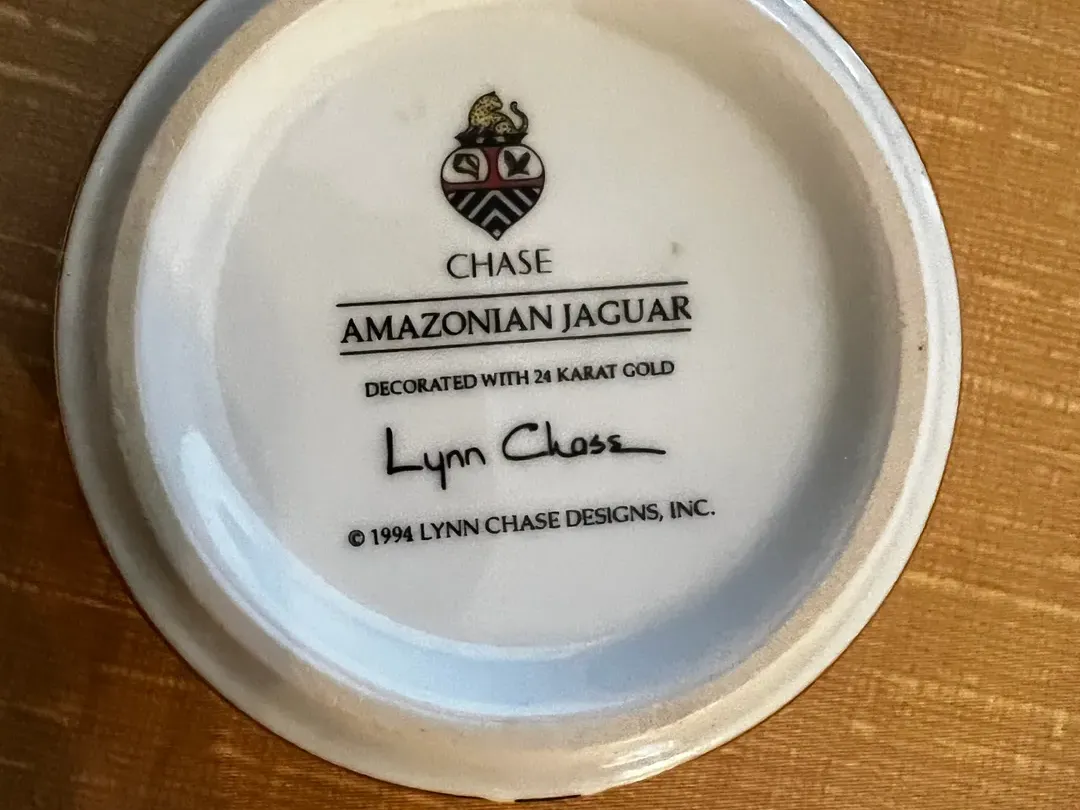 CHASE
AMAZONIAN JAGUAR
DECORATED WITH 24 KARAT GOLD
Lynn Chase
© 1994 LYNN CHASE DESIGNS, INC.